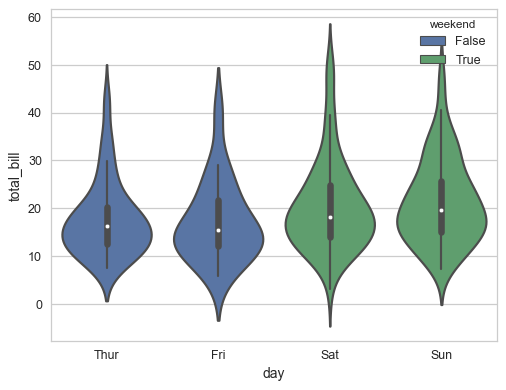 weekend
False
True
60
50
40
30
20
10
0
total_bill
Thur Fri Sat Sun
day